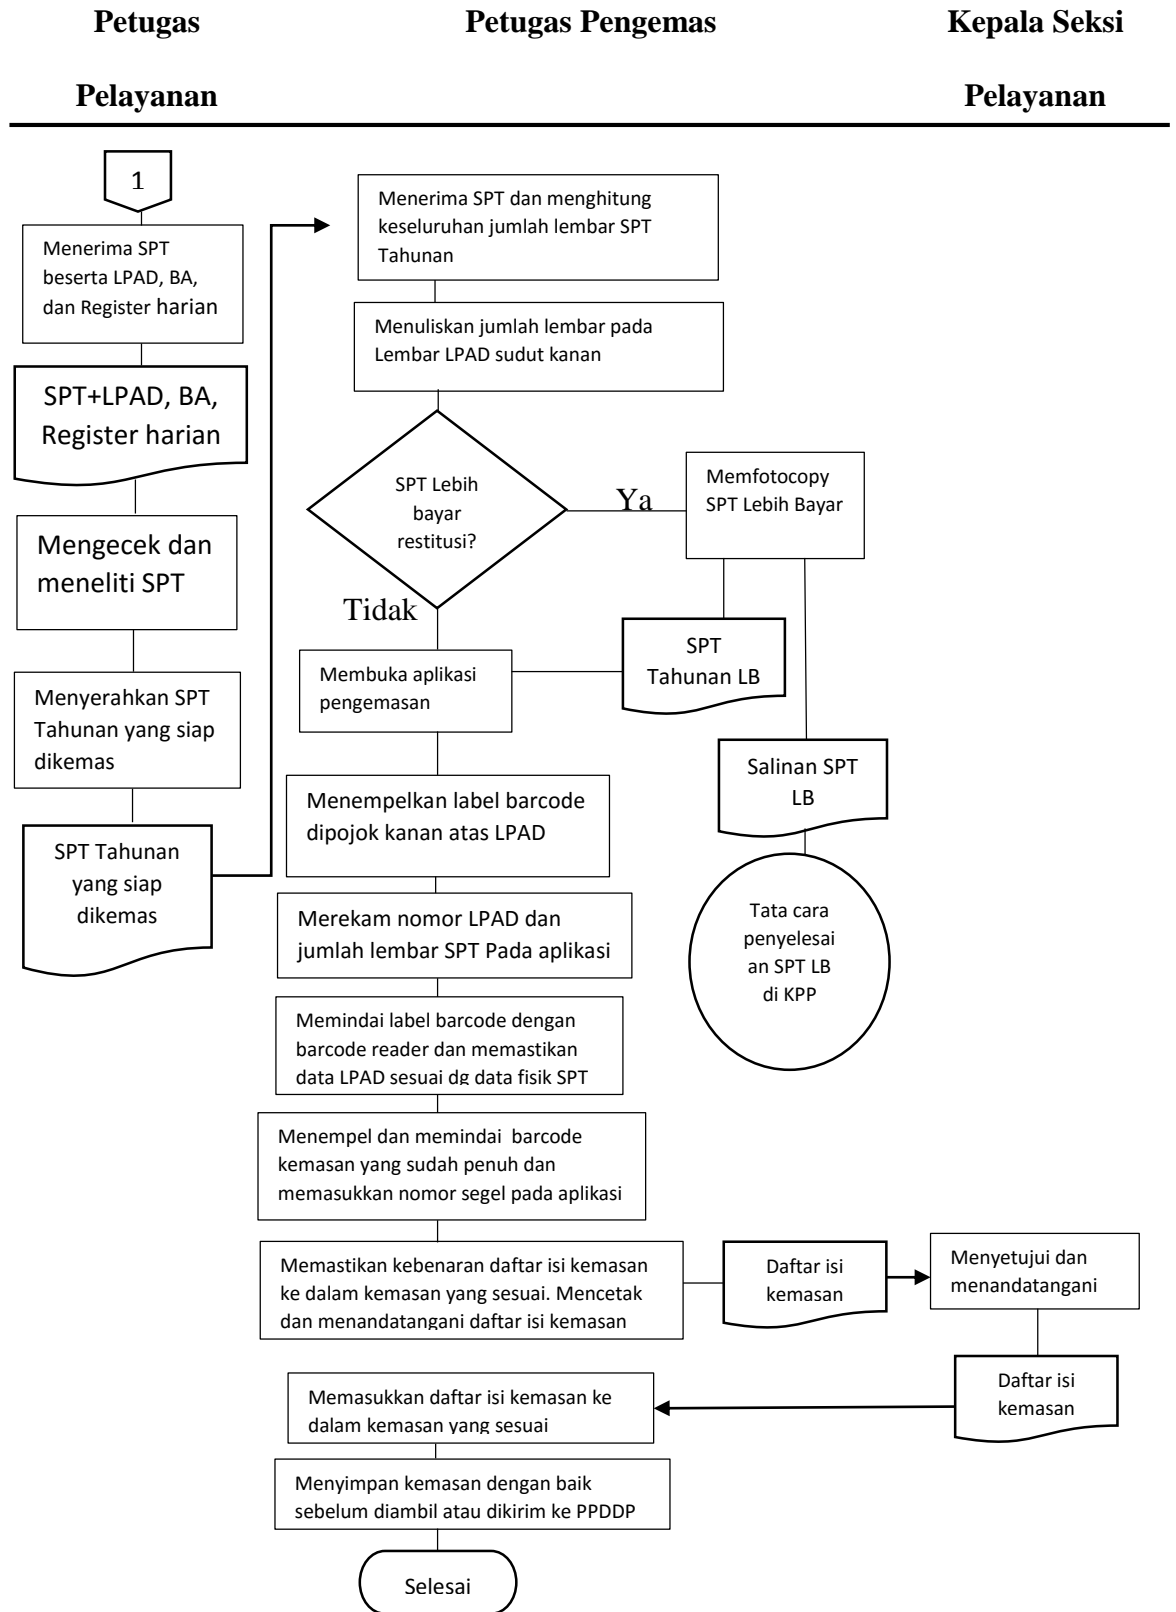 Petugas
Pelayanan
Petugas Pengemas
Kepala Seksi
Pelayanan
1
Menerima SPT
beserta LPAD, BA,
dan Register harian
SPT+LPAD, BA,
Register harian
Mengecek dan
meneliti SPT
Menyerahkan SPT
Tahunan yang siap
dikemas
SPT Tahunan
yang siap
dikemas
Menerima SPT dan menghitung
keseluruhan jumlah lembar SPT
Tahunan
Menuliskan jumlah lembar pada
Lembar LPAD sudut kanan
SPT Lebih
bayar
restitusi?
Ya
Memfotocopy
SPT Lebih Bayar
Tidak
SPT
Tahunan LB
Membuka aplikasi
pengemasan
Salinan SPT
LB
Tata cara
penyelesai
an SPT LB
di KPP
Menempelkan label barcode
dipojok kanan atas LPAD
Merekam nomor LPAD dan
jumlah lembar SPT Pada aplikasi
Memindai label barcode dengan
barcode reader dan memastikan
data LPAD sesuai dg data fisik SPT
Menempel dan memindai  barcode
kemasan yang sudah penuh dan
memasukkan nomor segel pada aplikasi
Memastikan kebenaran daftar isi kemasan
ke dalam kemasan yang sesuai. Mencetak
dan menandatangani daftar isi kemasan
Daftar isi
kemasan
Menyetujui dan
menandatangani
Daftar isi
kemasan
Memasukkan daftar isi kemasan ke
dalam kemasan yang sesuai
Menyimpan kemasan dengan baik
sebelum diambil atau dikirim ke PPDDP
Selesai